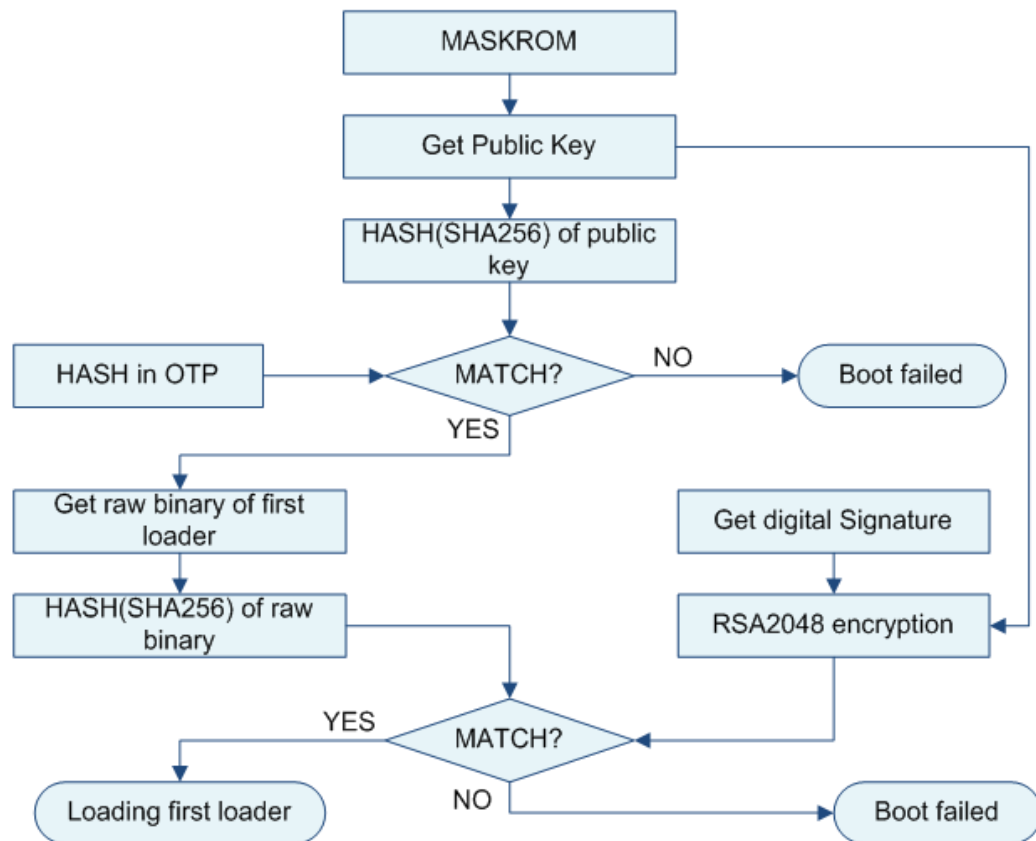 MASKROM
Get Public Key
HASH(SHA256) of public
key
HASH in OTP
MATCH?
NO
Boot failed
YES
Get raw binary of first
loader
Get digital Signature
HASH(SHA256) of raw
binary
RSA2048 encryption
YES
MATCH?
Loading first loader
NO
Boot failed